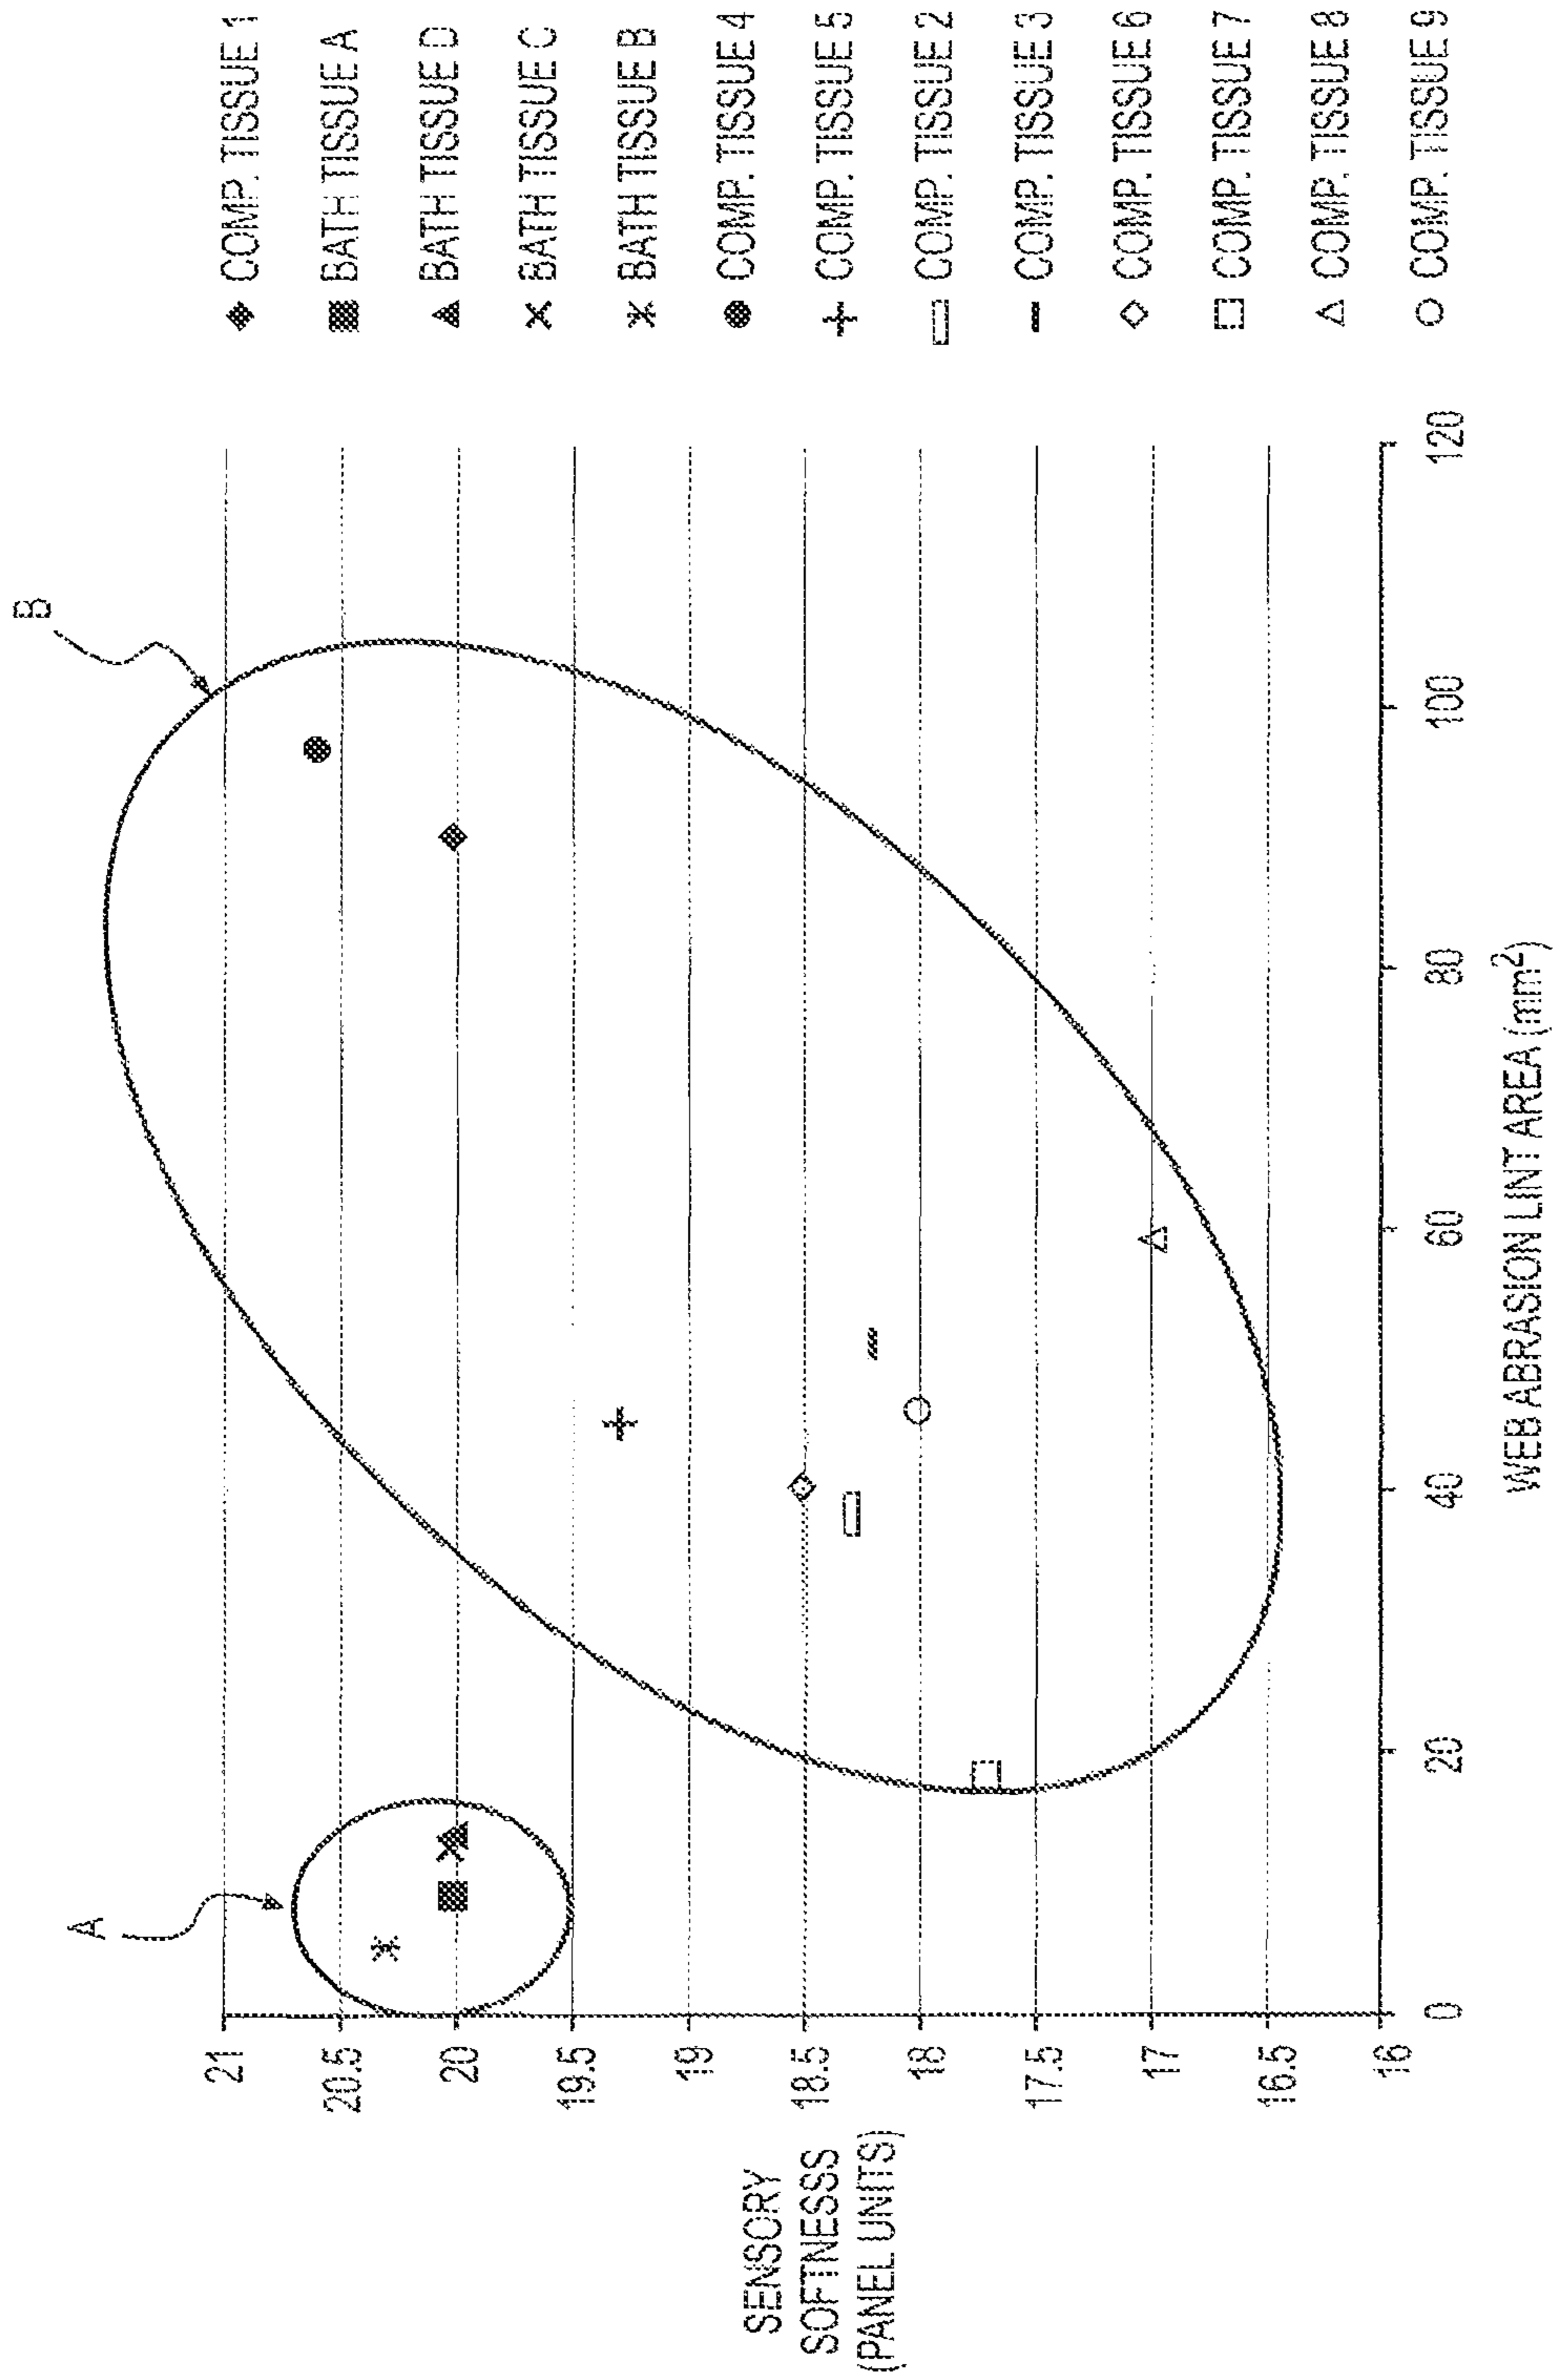 SENSORY
SOFTNESSS
(PANEL UNITS)
21
20.5
20
19.5
19
18.5
18
17.5
17
16.5
16
A
B
0 20 40 60 80 100 120
WEB ABRASION LINT AREA (mm²)
COMP. TISSUE 1
BATH TISSUE A
BATH TISSUE D
BATH TISSUE C
BATH TISSUE B
COMP. TISSUE 4
COMP. TISSUE 5
COMP. TISSUE 2
COMP. TISSUE 3
COMP. TISSUE 6
COMP. TISSUE 7
COMP. TISSUE 8
COMP. TISSUE 9